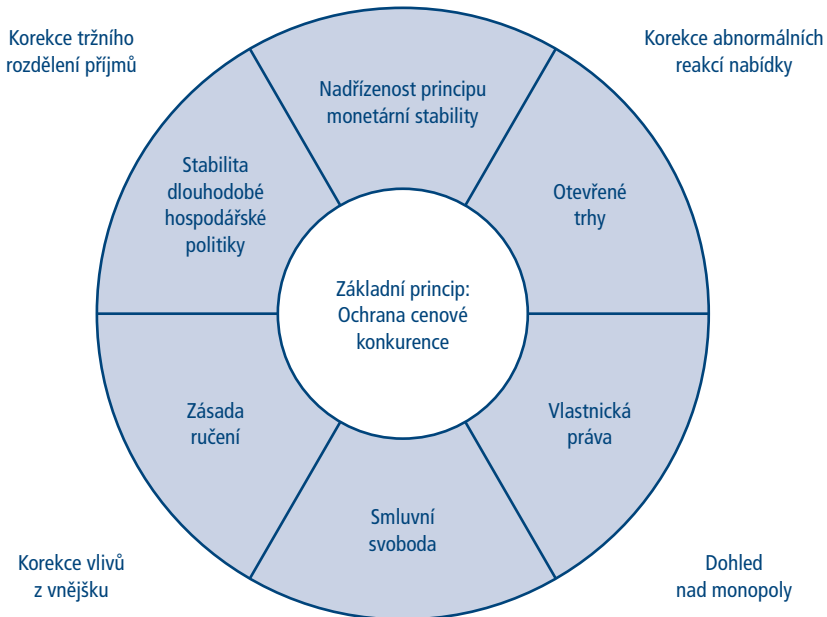 Korekce tržního
rozdělení příjmů
Korekce abnormálních
reakcí nabídky
Nadřízenost principu
monetární stability
Stabilita
dlouhodobé
hospodářské
politiky
Otevřené
trhy
Základní princip:
Ochrana cenové
konkurence
Zásada
ručení
Vlastnická
práva
Smluvní
svoboda
Korekce vlivů
z vnějšku
Dohled
nad monopoly